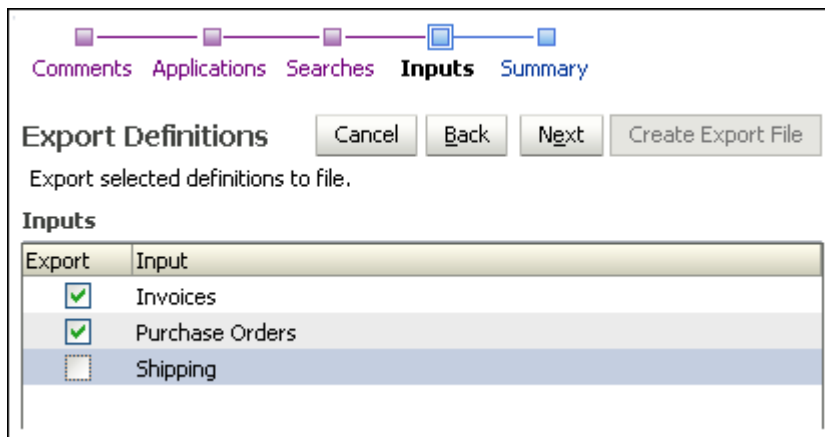 Comments Applications Searches Inputs Summary
Export Definitions Cancel Back Next Create Export File
Export selected definitions to file.
Inputs
Export Input
Invoices
Purchase Orders
Shipping